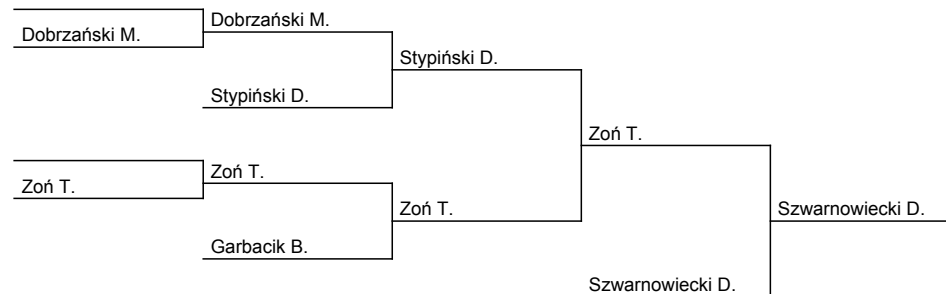 Dobrzański M.
Dobrzański M.
Stypiński D.
Stypiński D.
Zoń T.
Zoń T.
Zoń T.
Zoń T.
Szwarnowiecki D.
Garbacik B.
Szwarnowiecki D.